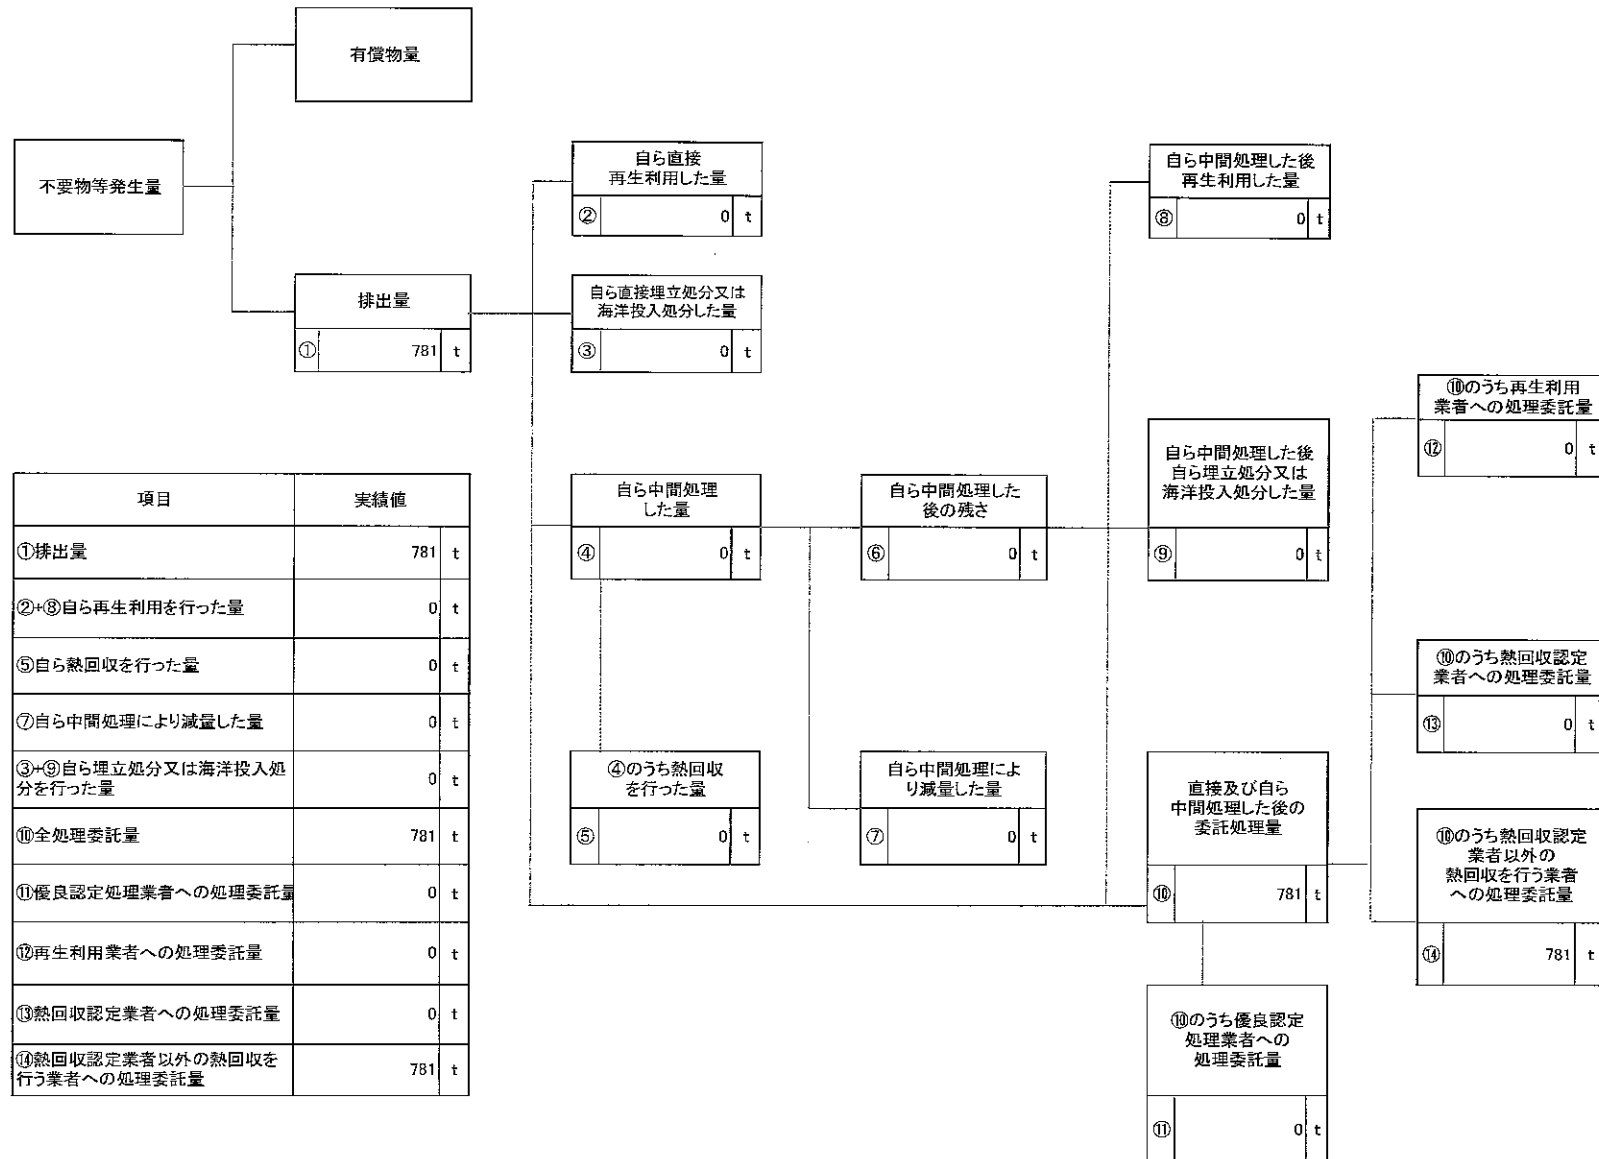 有償物量
不要物等発生量
排出量
① 781 t
自ら直接
再生利用した量
② 0 t
自ら直接埋立処分又は
海洋投入処分した量
③ 0 t
自ら中間処理
した量
④ 0 t
④のうち熱回収
を行った量
⑤ 0 t
自ら中間処理した
後の残さ
⑥ 0 t
自ら中間処理によ
り減量した量
⑦ 0 t
自ら中間処理した後
再生利用した量
⑧ 0 t
自ら中間処理した後
自ら埋立処分又は
海洋投入処分した量
⑨ 0 t
直接及び自ら
中間処理した後の
委託処理量
⑩ 781 t
⑩のうち優良認定
処理業者への
処理委託量
⑪ 0 t
⑩のうち再生利用
業者への処理委託量
⑫ 0 t
⑩のうち熱回収認定
業者への処理委託量
⑬ 0 t
⑩のうち熱回収認定
業者以外の
熱回収を行う業者
への処理委託量
⑭ 781 t
項目 実績値
①排出量 781 t
②+⑧自ら再生利用を行った量 0 t
⑤自ら熱回収を行った量 0 t
⑦自ら中間処理により減量した量 0 t
③+⑨自ら埋立処分又は海洋投入処
分を行った量 0 t
⑩全処理委託量 781 t
⑪優良認定処理業者への処理委託量 0 t
⑫再生利用業者への処理委託量 0 t
⑬熱回収認定業者への処理委託量 0 t
⑭熱回収認定業者以外の熱回収を
行う業者への処理委託量 781 t